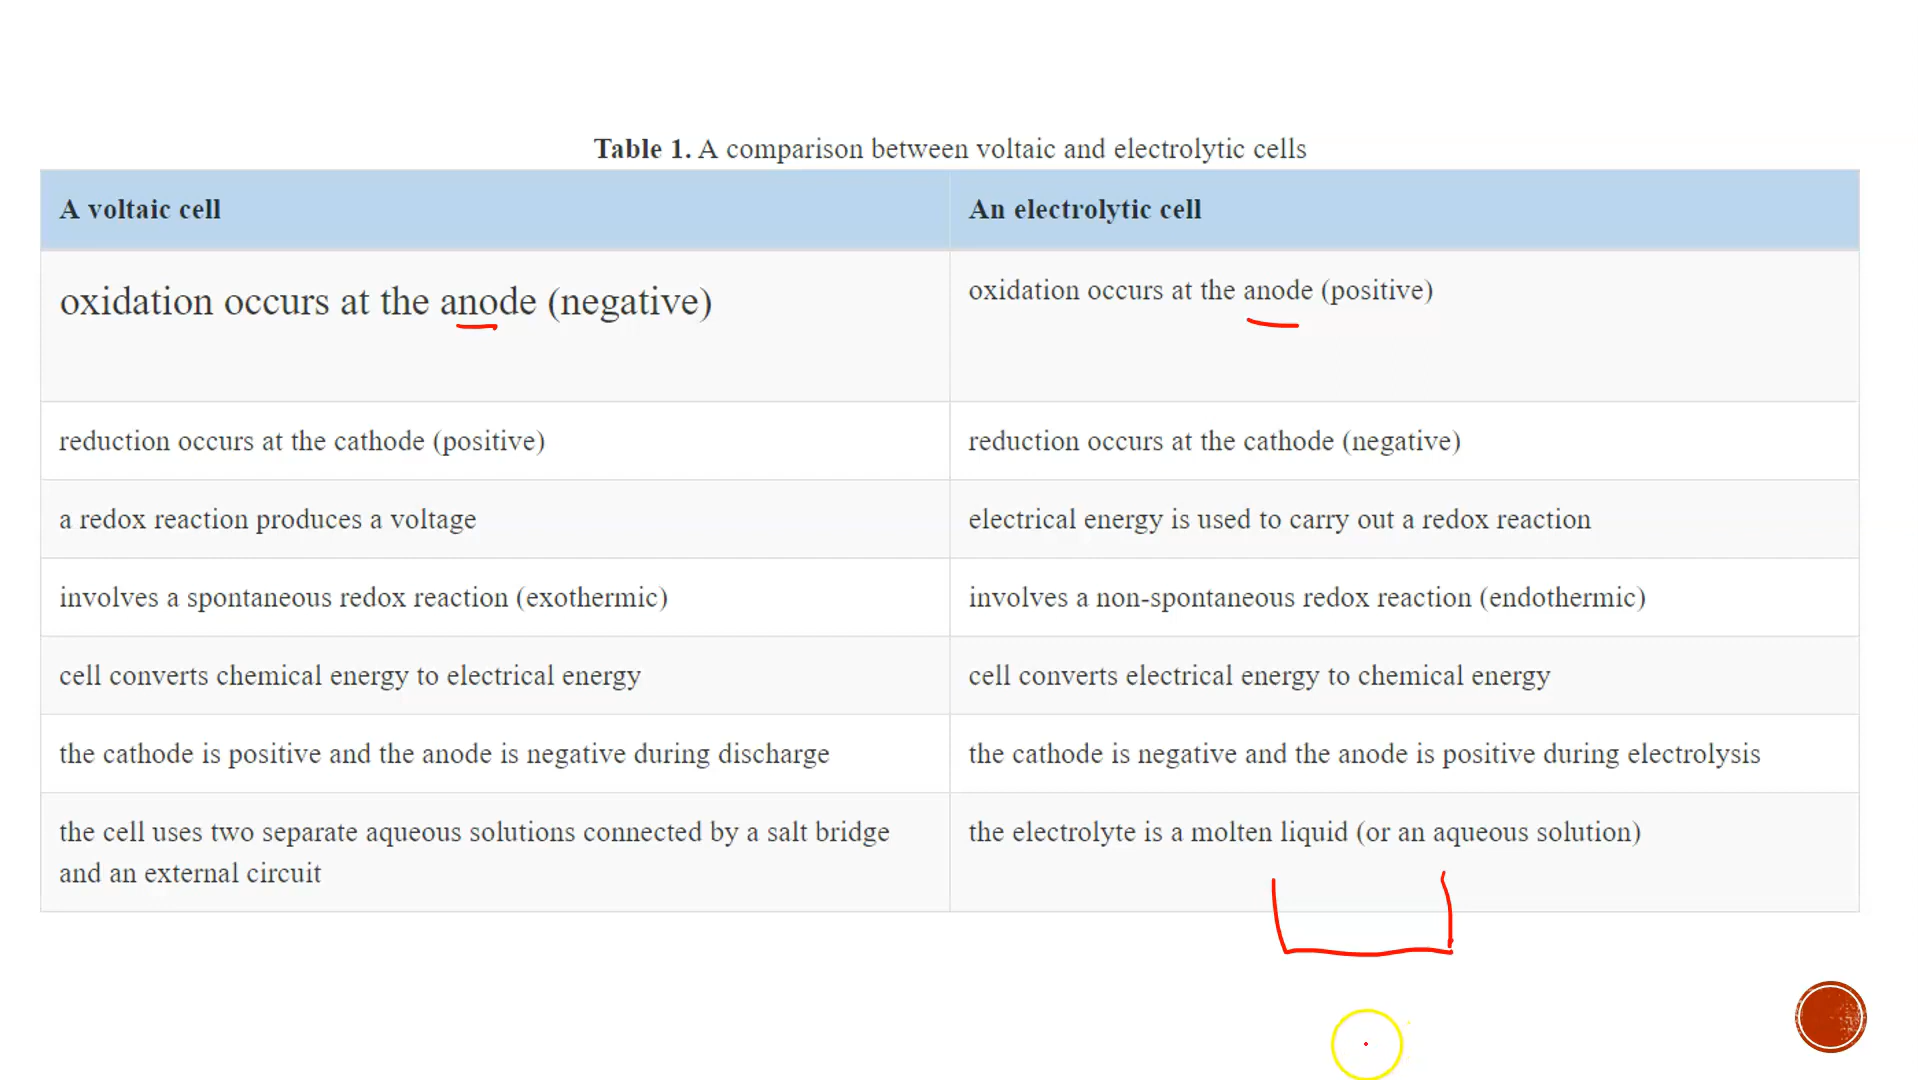 Table 1. A comparison between voltaic and electrolytic cells
A voltaic cell
An electrolytic cell
oxidation occurs at the anode (negative)
oxidation occurs at the anode (positive)
reduction occurs at the cathode (positive)
reduction occurs at the cathode (negative)
a redox reaction produces a voltage
electrical energy is used to carry out a redox reaction
involves a spontaneous redox reaction (exothermic)
involves a non-spontaneous redox reaction (endothermic)
cell converts chemical energy to electrical energy
cell converts electrical energy to chemical energy
the cathode is positive and the anode is negative during discharge
the cathode is negative and the anode is positive during electrolysis
the cell uses two separate aqueous solutions connected by a salt bridge
and an external circuit
the electrolyte is a molten liquid (or an aqueous solution)